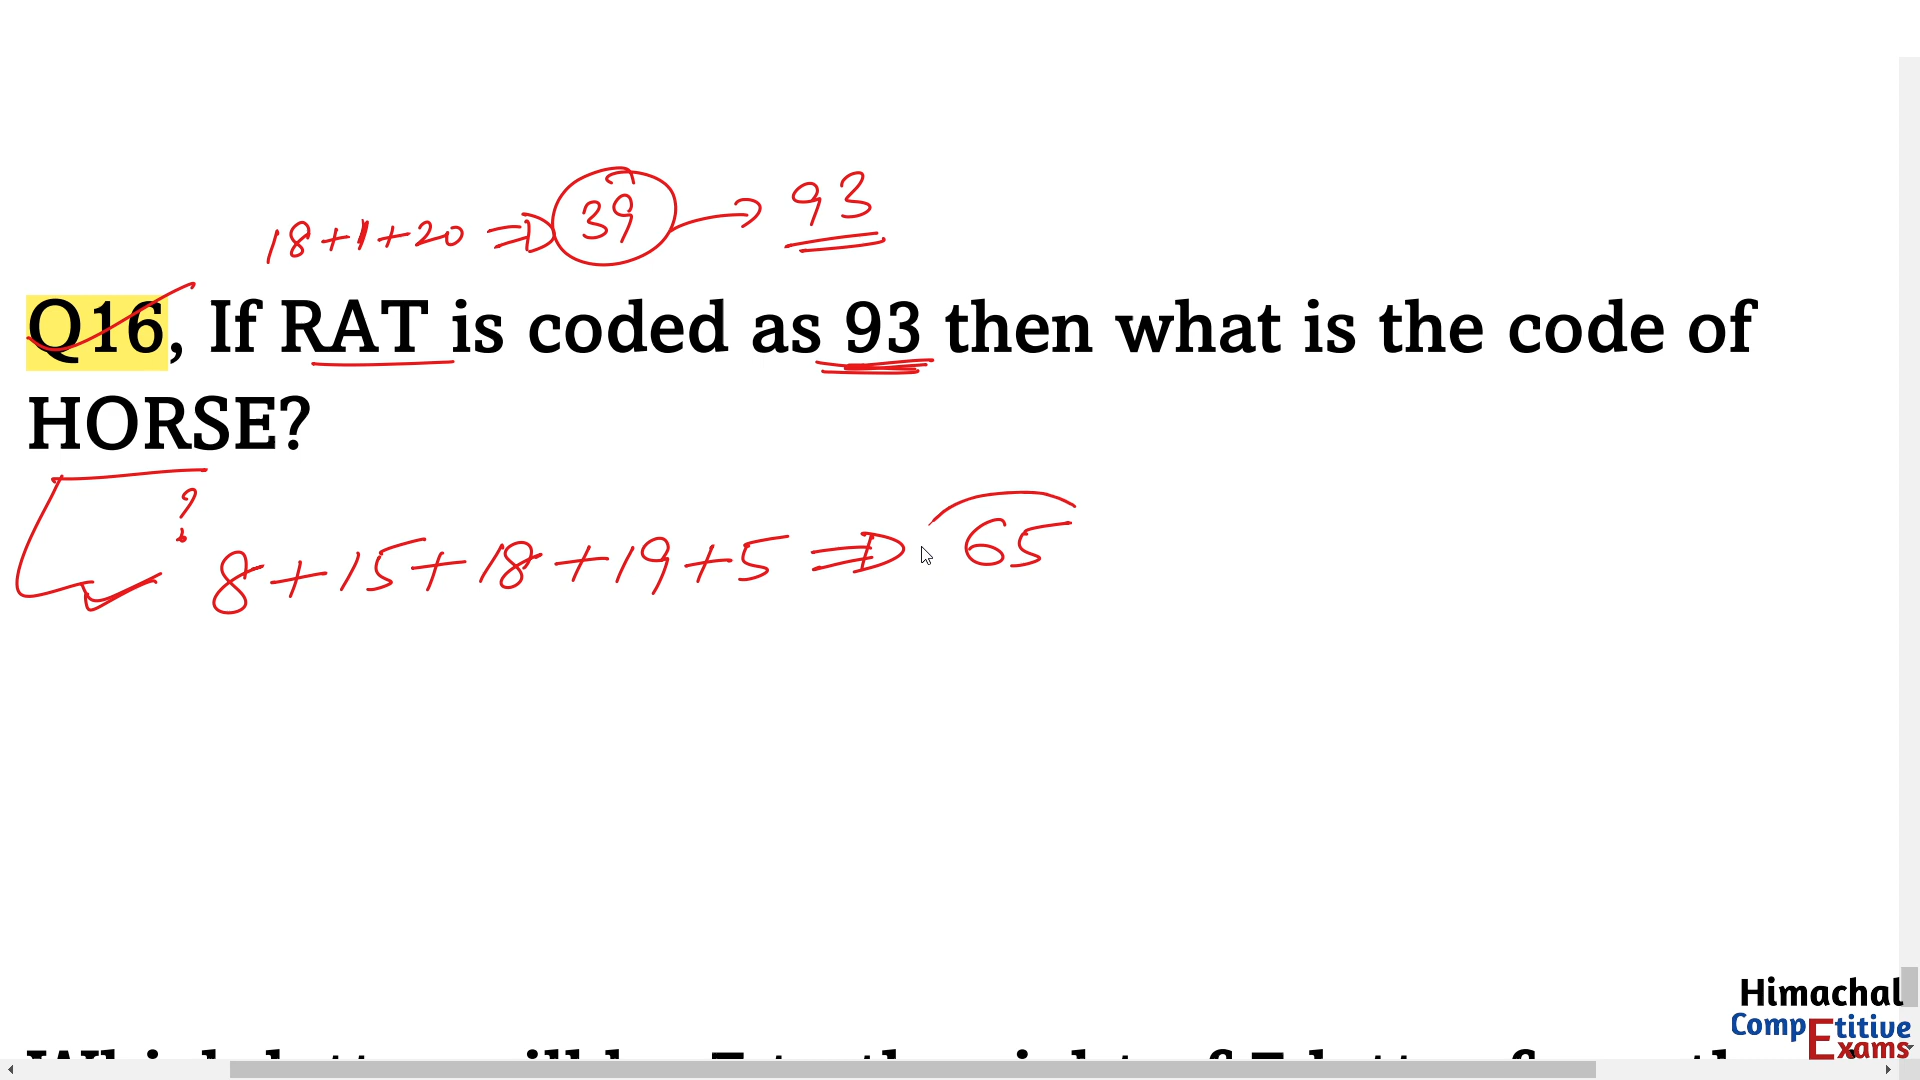 18+1+20 ⇒ 39 → 93
Q16, If RAT is coded as 93 then what is the code of
HORSE?
?
8+15+18+19+5 ⇒ 65
Himachal
CompEtitive
Exams